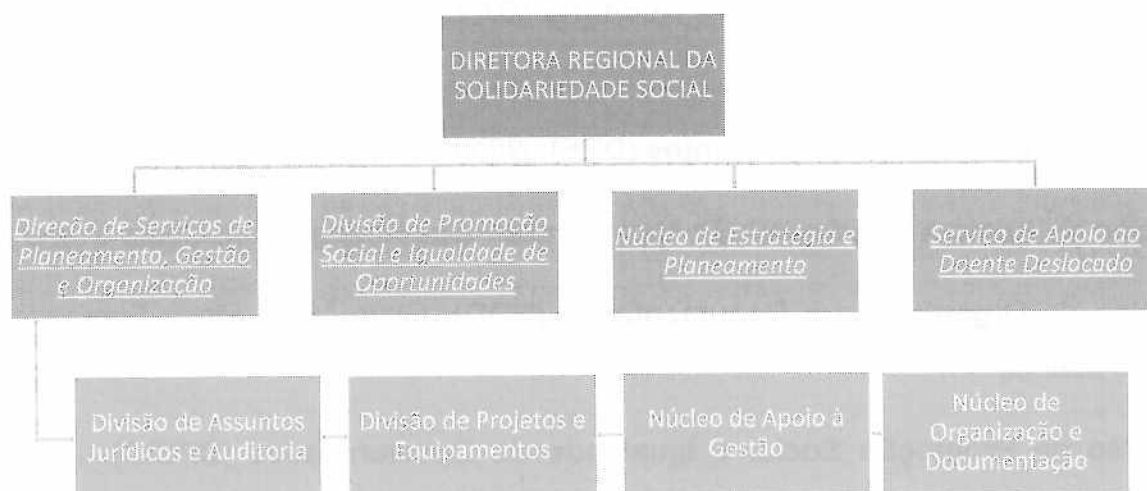 DIRETORA REGIONAL DA
SOLIDARIEDADE SOCIAL
Direção de Serviços de
Planeamento, Gestão
e Organização
Divisão de Promoção
Social e Igualdade de
Oportunidades
Núcleo de Estratégia e
Planeamento
Serviço de Apoio ao
Doente Deslocado
Divisão de Assuntos
Jurídicos e Auditoria
Divisão de Projetos e
Equipamentos
Núcleo de Apoio à
Gestão
Núcleo de
Organização e
Documentação